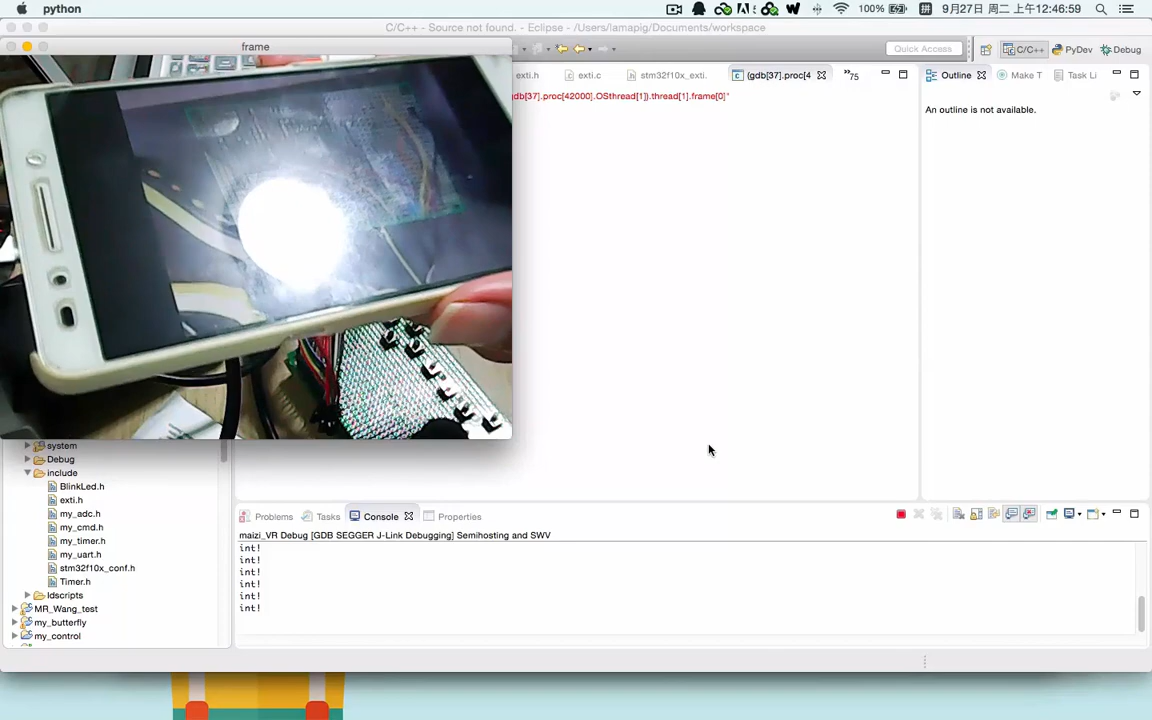 python
100%
9月27日 周二 上午12:46:59
C/C++ - Source not found. - Eclipse - /Users/lamapig/Documents/workspace
frame
Quick Access
C/C++
PyDev
Debug
exti.h
exti.c
stm32f10x_exti.
(gdb[37].proc[4
75
Outline
Make T
Task Li
gdb[37].proc[42000].OSthread[1]).thread[1].frame[0]"
An outline is not available.
system
Debug
include
BlinkLed.h
exti.h
my_adc.h
my_cmd.h
my_timer.h
my_uart.h
stm32f10x_conf.h
Timer.h
ldscripts
MR_Wang_test
my_butterfly
my_control
Problems
Tasks
Console
Properties
maizi_VR Debug [GDB SEGGER J-Link Debugging] Semihosting and SWV
int!
int!
int!
int!
int!
int!